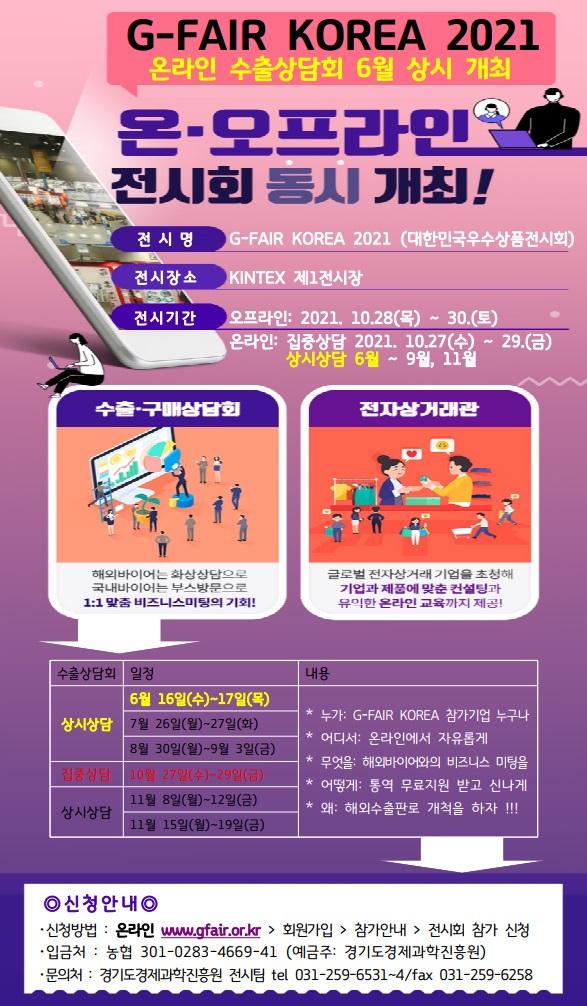 G-FAIR KOREA 2021
온라인 수출상담회 6월 상시 개최
온·오프라인
전시회 동시 개최!
전 시 명 G-FAIR KOREA 2021 (대한민국우수상품전시회)
전시장소 KINTEX 제1전시장
전시기간 오프라인: 2021. 10.28(목) ~ 30.(토)
온라인: 집중상담 2021. 10.27(수) ~ 29.(금)
상시상담 6월 ~ 9월, 11월
수출·구매상담회
해외바이어는 화상상담으로
국내바이어는 부스방문으로
1:1 맞춤 비즈니스미팅의 기회!
전자상거래관
글로벌 전자상거래 기업을 초청해
기업과 제품에 맞춘 컨설팅과
유익한 온라인 교육까지 제공!
수출상담회 일정 내용
상시상담
6월 16일(수)~17일(목)
7월 26일(월)~27일(화)
8월 30일(월)~9월 3일(금)
집중상담 10월 27일(수)~29일(금)
상시상담
11월 8일(월)~12일(금)
11월 15일(월)~19일(금)
* 누가: G-FAIR KOREA 참가기업 누구나
* 어디서: 온라인에서 자유롭게
* 무엇을: 해외바이어와의 비즈니스 미팅을
* 어떻게: 통역 무료지원 받고 신나게
* 왜: 해외수출판로 개척을 하자 !!!
◎신청안내◎
·신청방법 : 온라인 www.gfair.or.kr > 회원가입 > 참가안내 > 전시회 참가 신청
·입금처 : 농협 301-0283-4669-41 (예금주: 경기도경제과학진흥원)
·문의처 : 경기도경제과학진흥원 전시팀 tel 031-259-6531~4/fax 031-259-6258